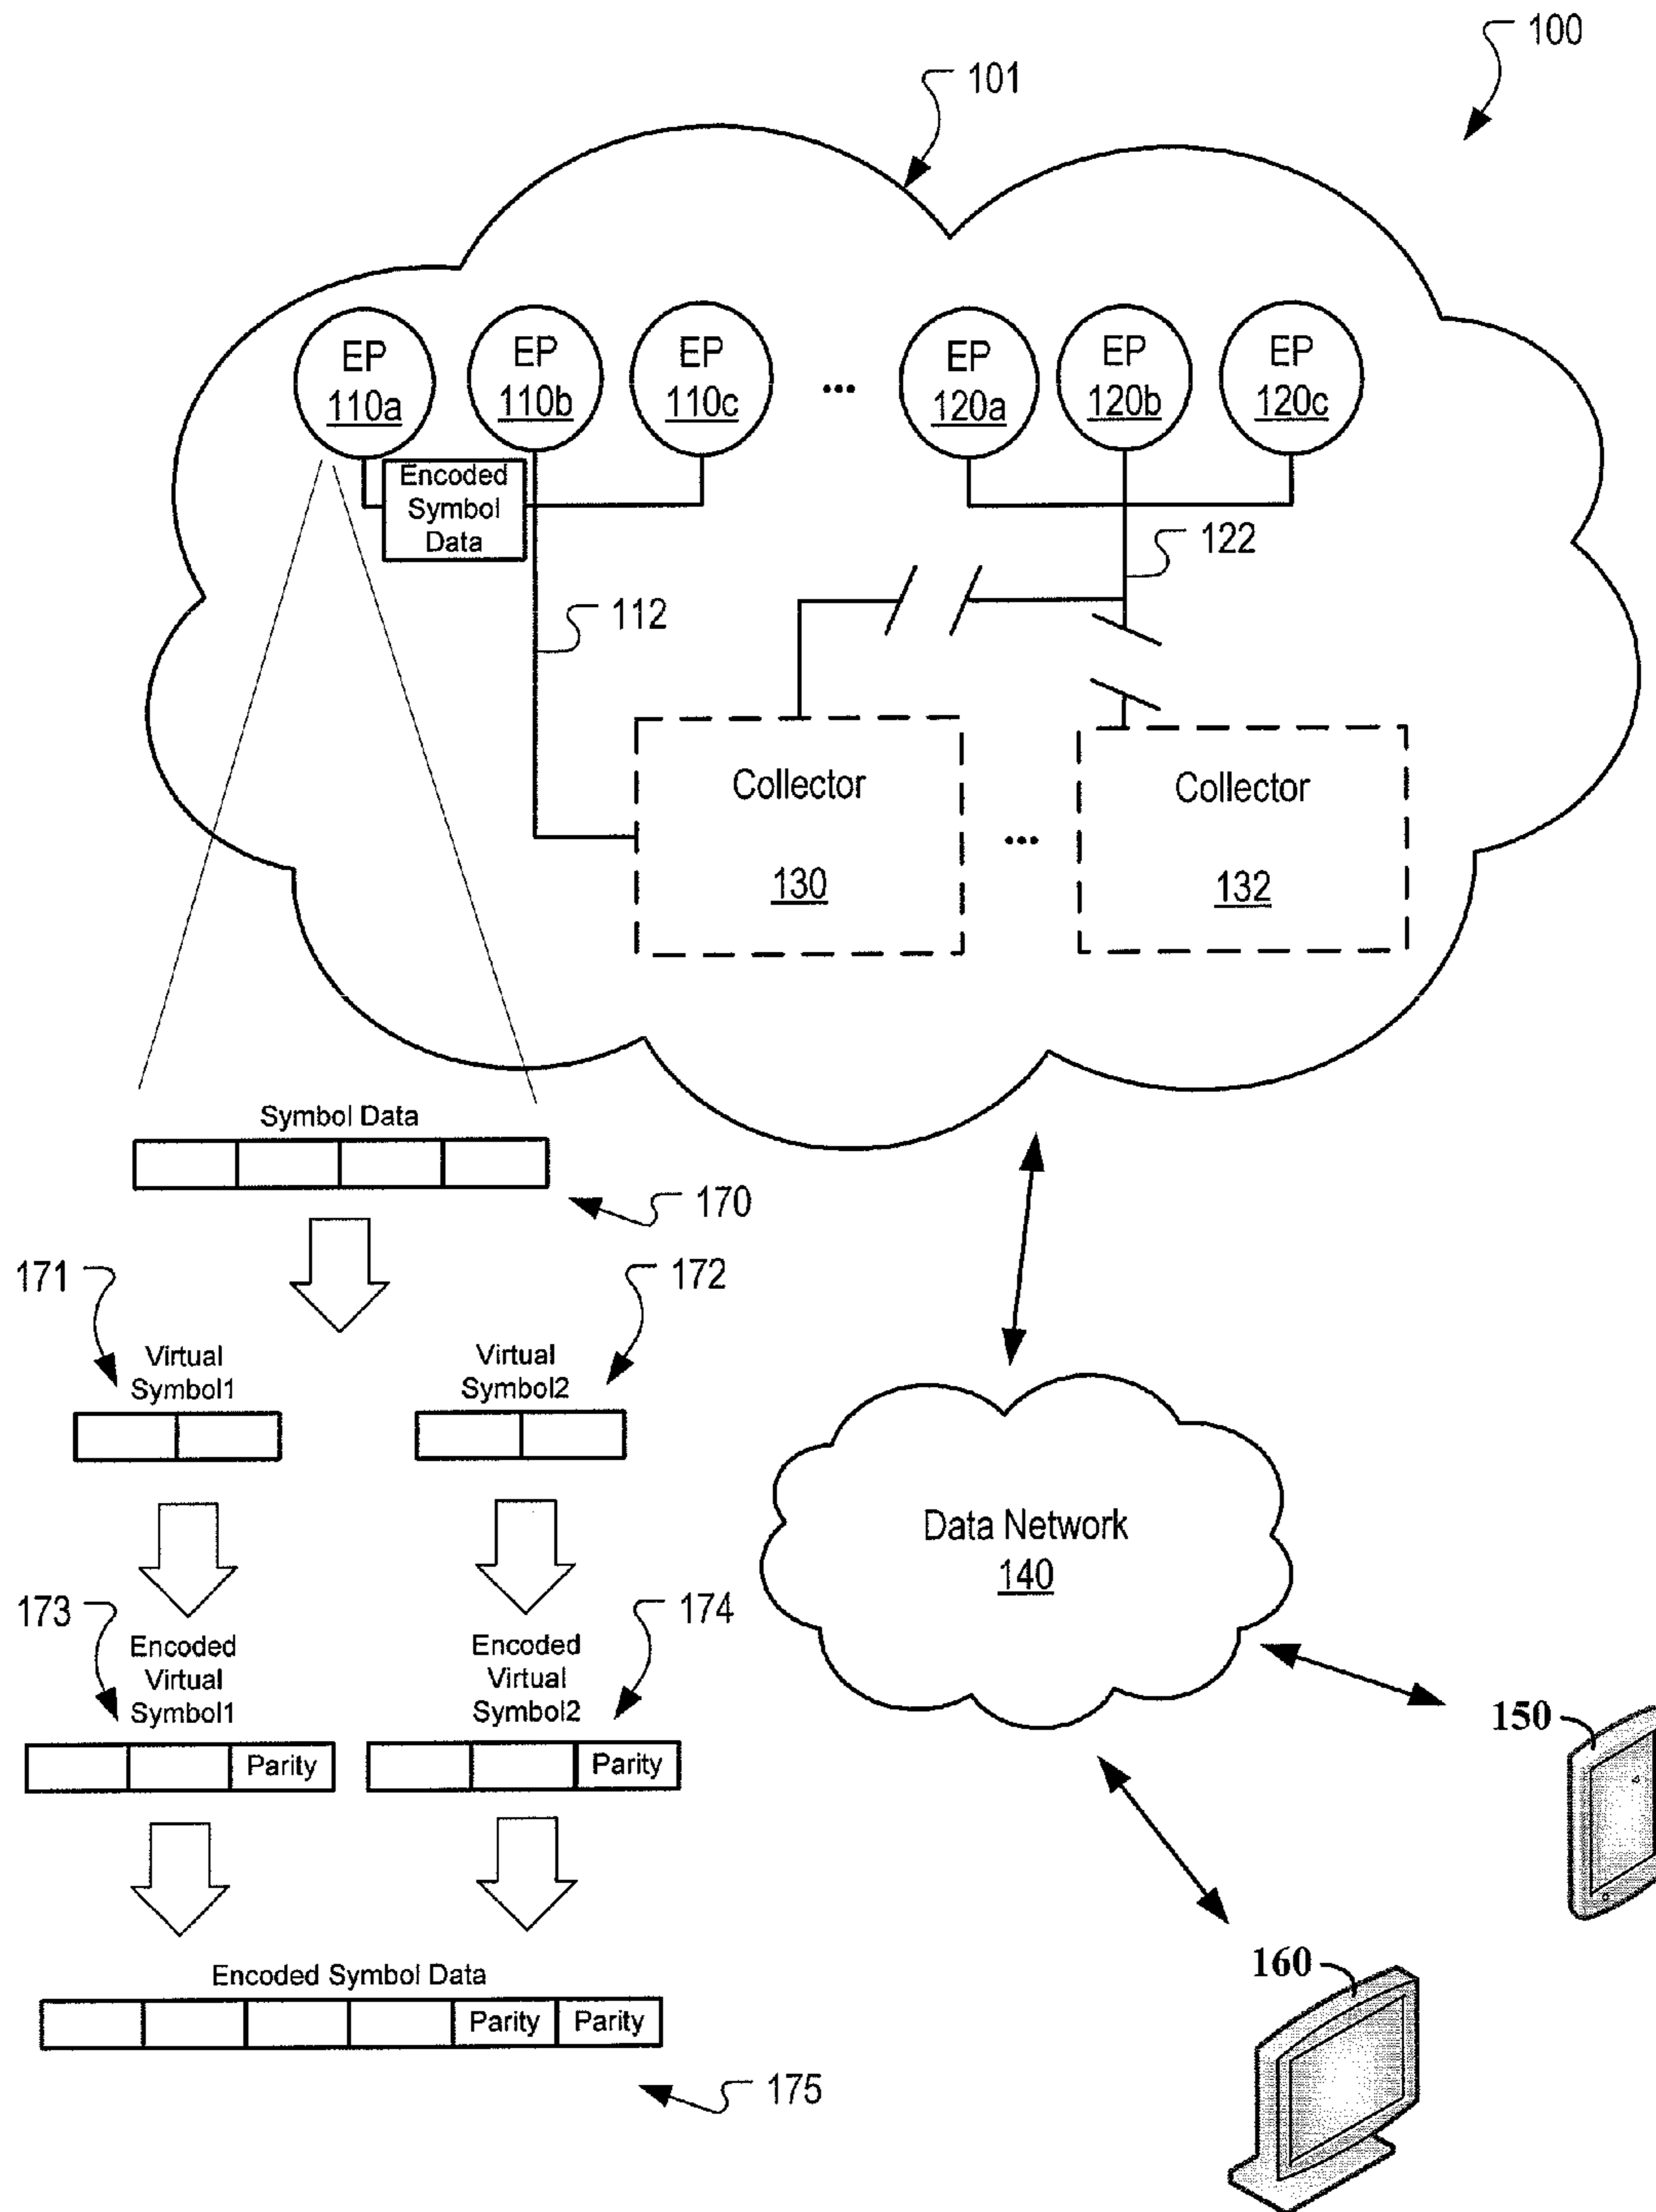 100
101
EP
110a
EP
110b
EP
110c
...
EP
120a
EP
120b
EP
120c
Encoded
Symbol
Data
122
112
Collector
130
...
Collector
132
Symbol Data
170
171
172
Virtual
Symbol1
Virtual
Symbol2
Data Network
140
173
174
Encoded
Virtual
Symbol1
Encoded
Virtual
Symbol2
Parity
Parity
150
160
Encoded Symbol Data
Parity
Parity
175